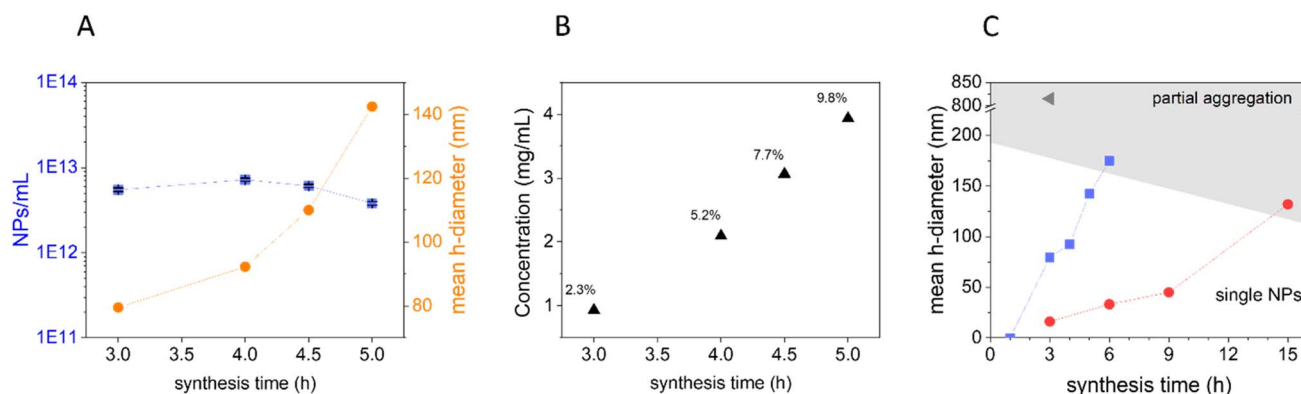 A
B
C
1E14
1E13
1E12
1E11
NPs/mL
140
120
100
80
mean h-diameter (nm)
3.0 3.5 4.0 4.5 5.0
synthesis time (h)
4
3
2
1
Concentration (mg/mL)
2.3%
5.2%
7.7%
9.8%
3.0 3.5 4.0 4.5 5.0
synthesis time (h)
850
800
200
150
100
50
0
mean h-diameter (nm)
partial aggregation
single NPs
0 3 6 9 12 15
synthesis time (h)